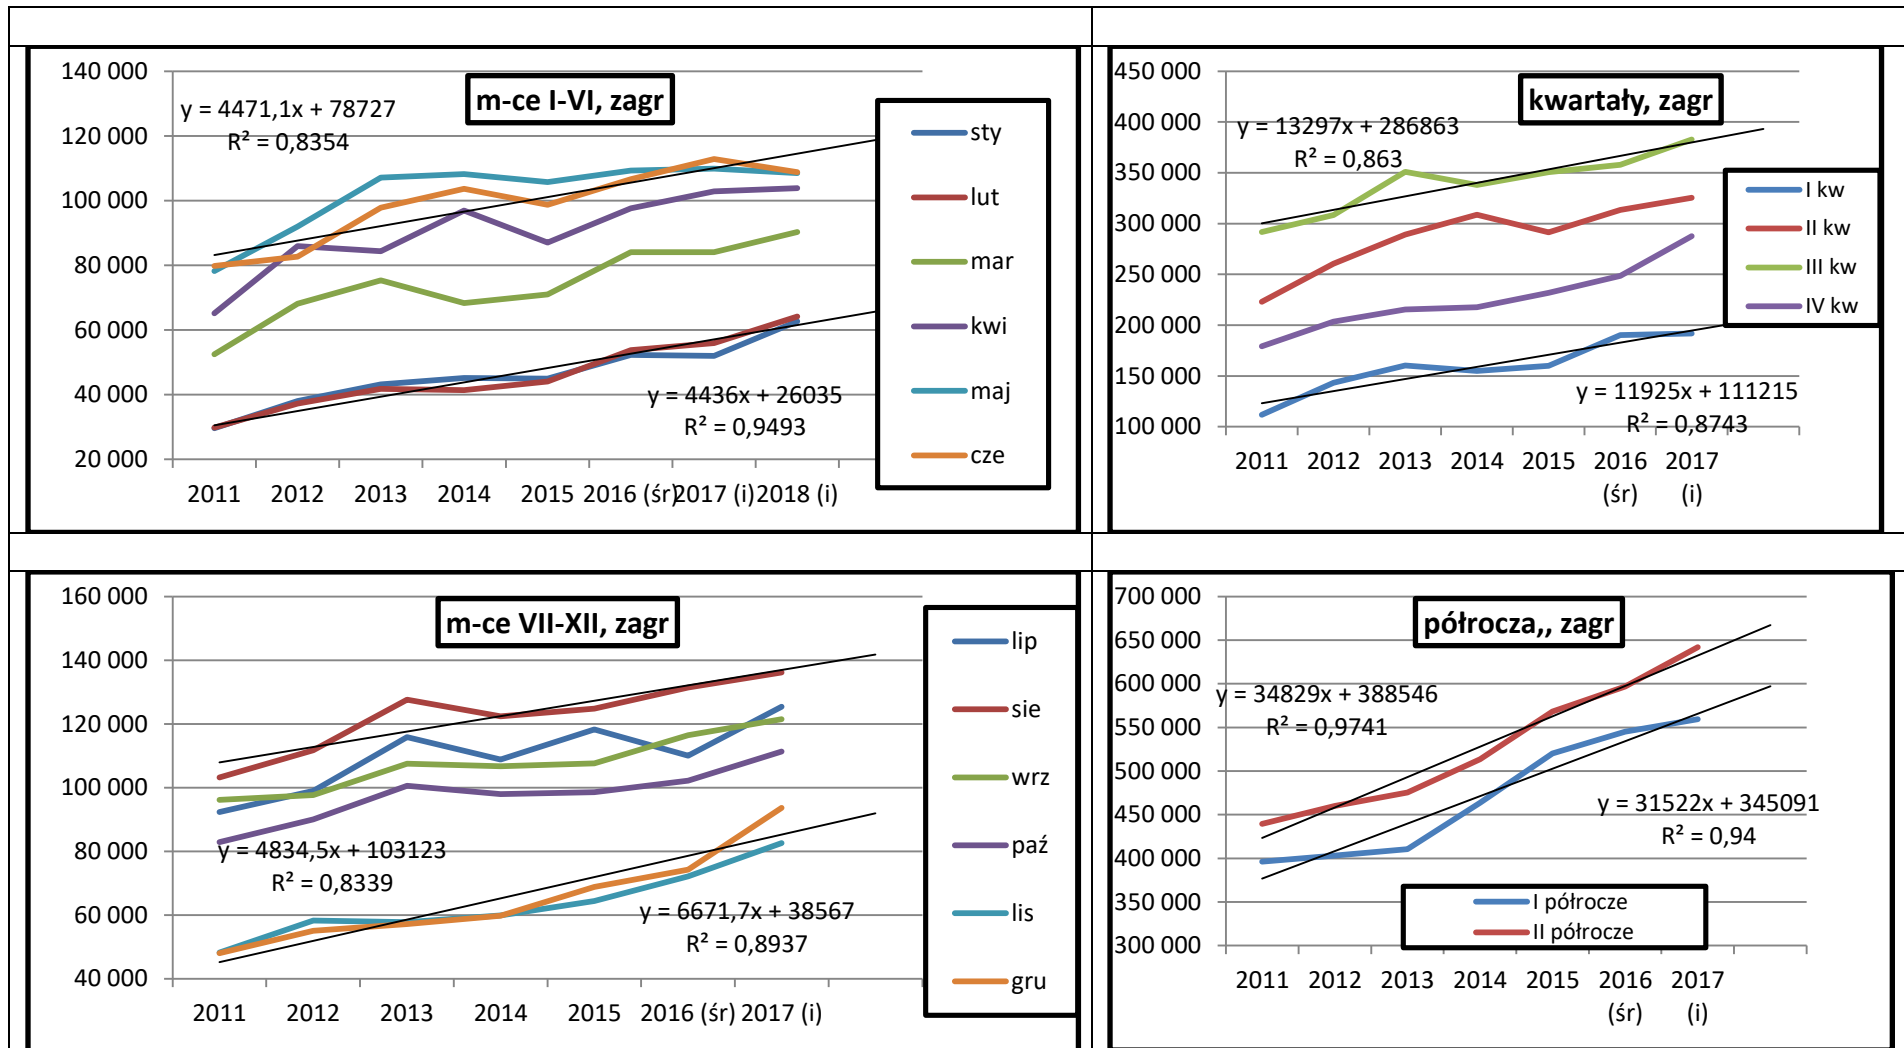 m-ce I-VI, zagr
y = 4471,1x + 78727
R² = 0,8354
140 000
120 000
100 000
80 000
60 000
40 000
20 000
y = 4436x + 26035
R² = 0,9493
2011 2012 2013 2014 2015 2016 (śr) 2017 (i) 2018 (i)
sty
lut
mar
kwi
maj
cze
kwartały, zagr
y = 13297x + 286863
R² = 0,863
450 000
400 000
350 000
300 000
250 000
200 000
150 000
100 000
y = 11925x + 111215
R² = 0,8743
2011 2012 2013 2014 2015 2016 (śr) 2017 (i)
I kw
II kw
III kw
IV kw
m-ce VII-XII, zagr
160 000
140 000
120 000
100 000
80 000
60 000
40 000
y = 4834,5x + 103123
R² = 0,8339
y = 6671,7x + 38567
R² = 0,8937
2011 2012 2013 2014 2015 2016 (śr) 2017 (i)
lip
sie
wrz
paź
lis
gru
półrocza,, zagr
700 000
650 000
600 000
550 000
500 000
450 000
400 000
350 000
300 000
y = 34829x + 388546
R² = 0,9741
y = 31522x + 345091
R² = 0,94
I półrocze
II półrocze
2011 2012 2013 2014 2015 2016 (śr) 2017 (i)